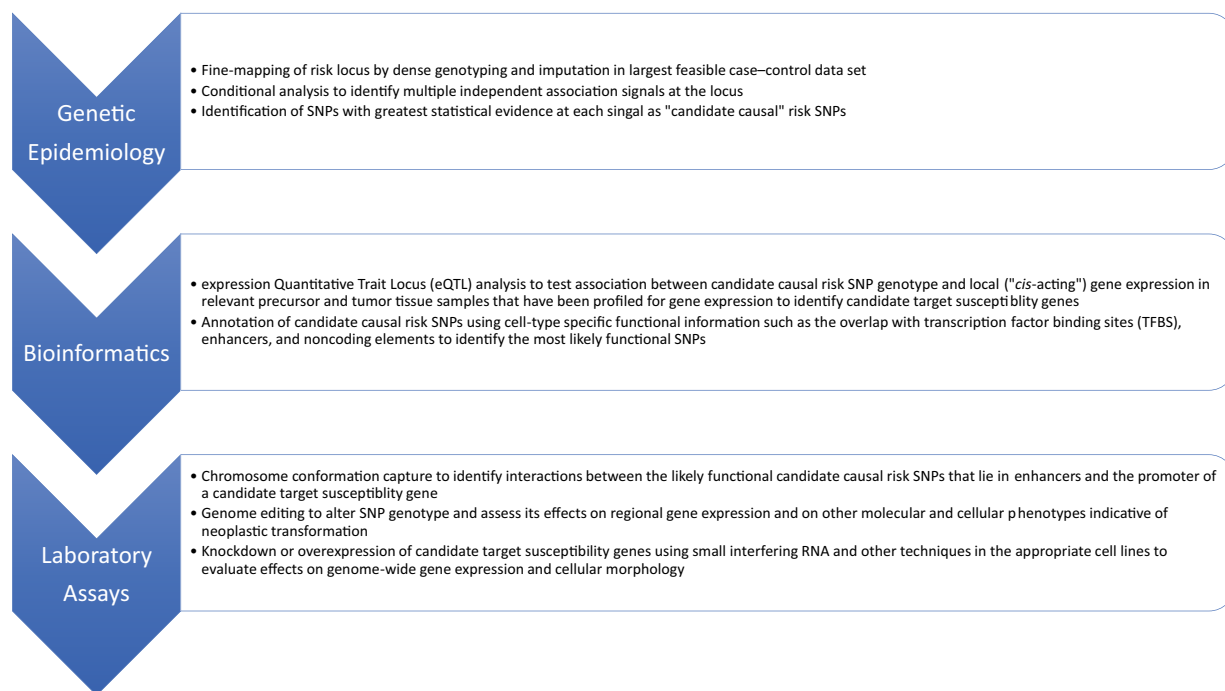 Genetic
Epidemiology
• Fine-mapping of risk locus by dense genotyping and imputation in largest feasible case–control data set
• Conditional analysis to identify multiple independent association signals at the locus
• Identification of SNPs with greatest statistical evidence at each singal as "candidate causal" risk SNPs
Bioinformatics
• expression Quantitative Trait Locus (eQTL) analysis to test association between candidate causal risk SNP genotype and local ("cis-acting") gene expression in
relevant precursor and tumor tissue samples that have been profiled for gene expression to identify candidate target susceptiblity genes
• Annotation of candidate causal risk SNPs using cell-type specific functional information such as the overlap with transcription factor binding sites (TFBS),
enhancers, and noncoding elements to identify the most likely functional SNPs
Laboratory
Assays
• Chromosome conformation capture to identify interactions between the likely functional candidate causal risk SNPs that lie in enhancers and the promoter of
a candidate target susceptiblity gene
• Genome editing to alter SNP genotype and assess its effects on regional gene expression and on other molecular and cellular phenotypes indicative of
neoplastic transformation
• Knockdown or overexpression of candidate target susceptibility genes using small interfering RNA and other techniques in the appropriate cell lines to
evaluate effects on genome-wide gene expression and cellular morphology